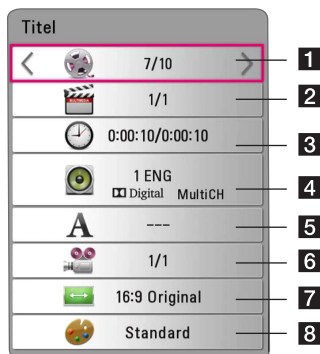 Titel
7/10 1
MULTIMEDIA 1/1 2
0:00:10/0:00:10 3
1 ENG
Digital MultiCH 4
A --- 5
1/1 6
16:9 Original 7
Standard 8